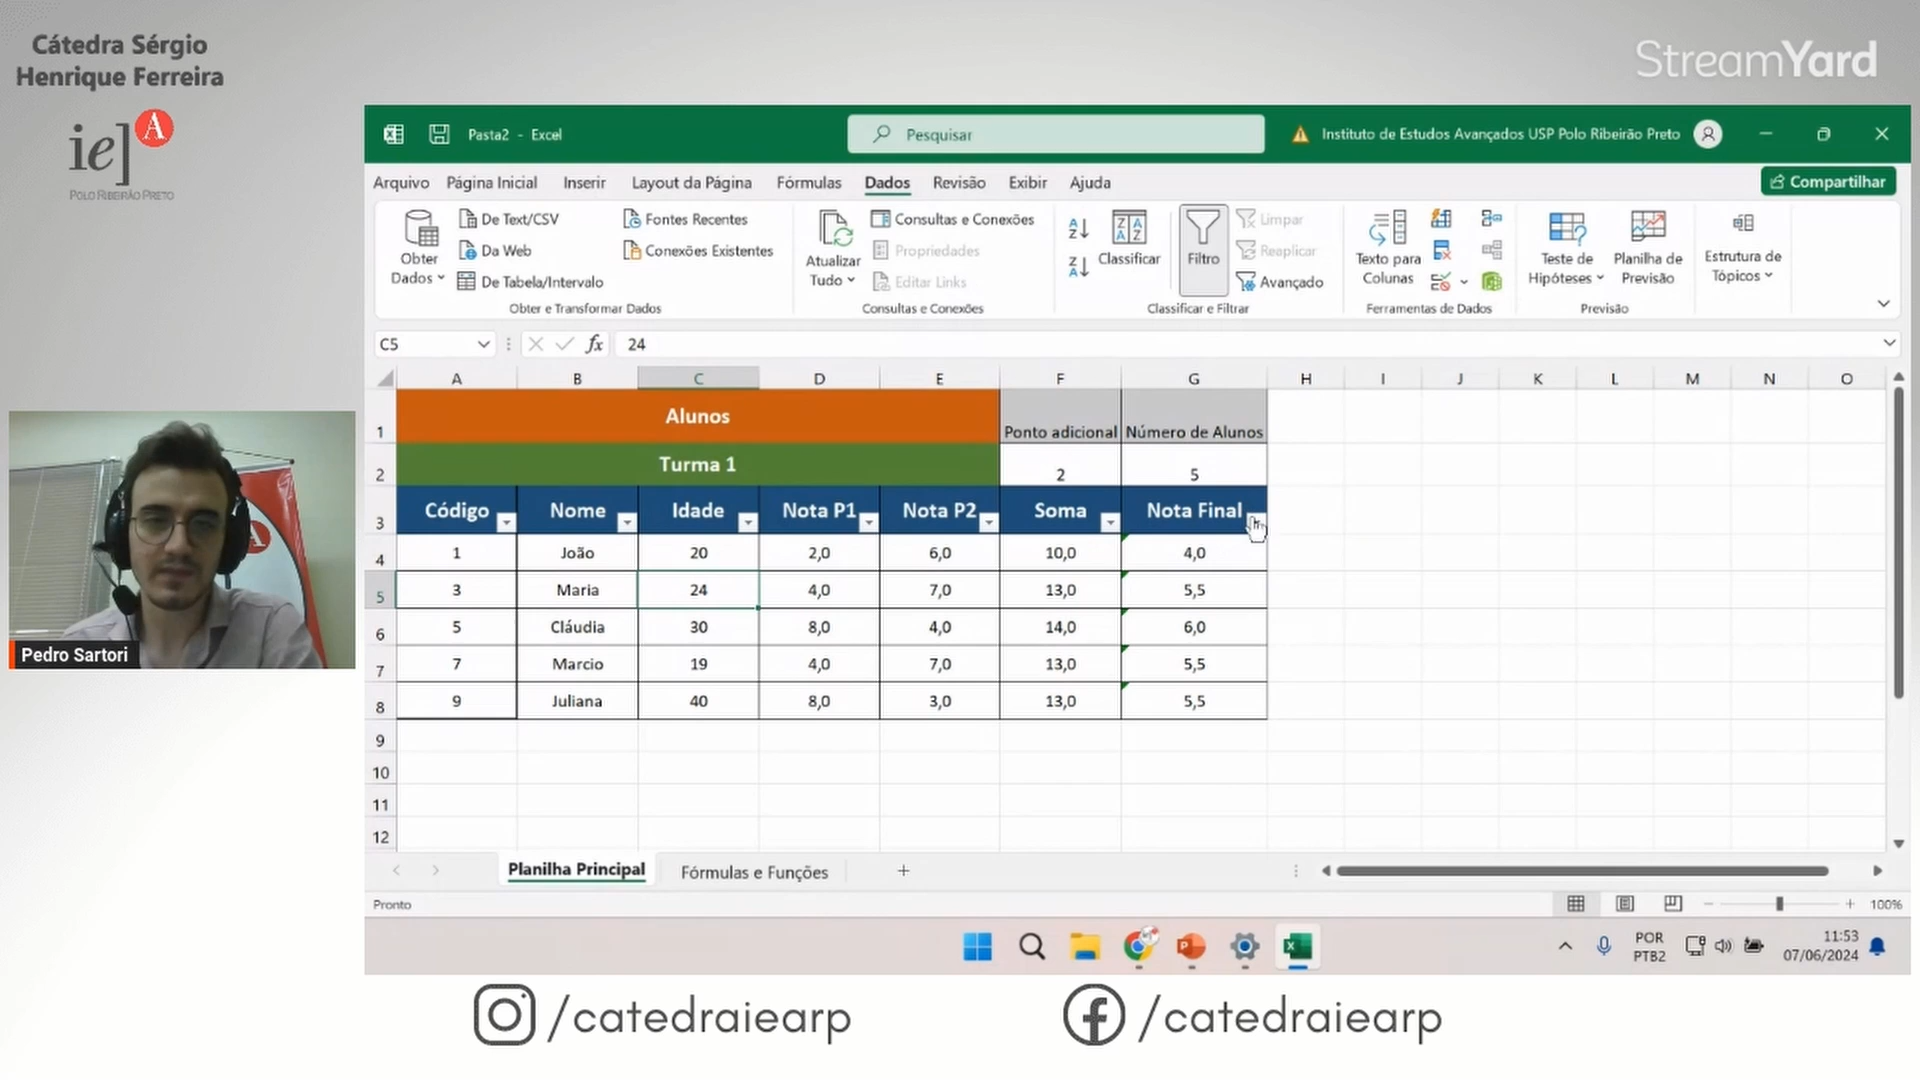 Cátedra Sérgio
Henrique Ferreira
ie]A
POLO RIBEIRÃO PRETO
StreamYard
Pasta2 - Excel
Pesquisar
Instituto de Estudos Avançados USP Polo Ribeirão Preto
Arquivo Página Inicial Inserir Layout da Página Fórmulas Dados Revisão Exibir Ajuda
Compartilhar
Obter
Dados
De Text/CSV
Da Web
De Tabela/Intervalo
Fontes Recentes
Conexões Existentes
Obter e Transformar Dados
Atualizar
Tudo
Consultas e Conexões
Propriedades
Editar Links
Consultas e Conexões
Classificar
Filtro
Limpar
Reaplicar
Avançado
Classificar e Filtrar
Texto para
Colunas
Ferramentas de Dados
Teste de
Hipóteses
Planilha de
Previsão
Previsão
Estrutura de
Tópicos
C5 fx 24
A B C D E F G H I J K L M N O
1 Alunos Ponto adicional Número de Alunos
2 Turma 1 2 5
3 Código Nome Idade Nota P1 Nota P2 Soma Nota Final
4 1 João 20 2,0 6,0 10,0 4,0
5 3 Maria 24 4,0 7,0 13,0 5,5
6 5 Cláudia 30 8,0 4,0 14,0 6,0
7 7 Marcio 19 4,0 7,0 13,0 5,5
8 9 Juliana 40 8,0 3,0 13,0 5,5
9
10
11
12
Pedro Sartori
Planilha Principal Fórmulas e Funções +
Pronto
100%
POR
PTB2
11:53
07/06/2024
/catedraiearp
/catedraiearp